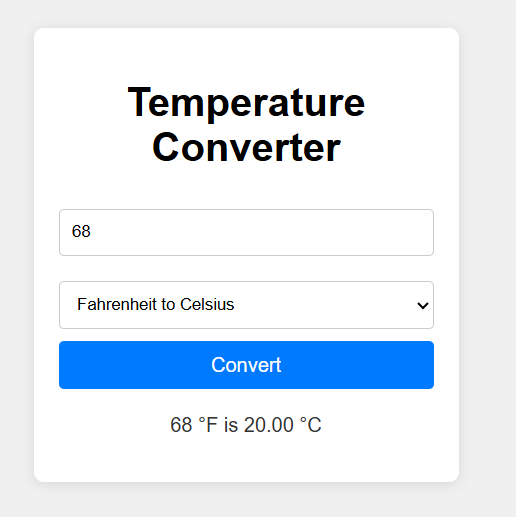 Temperature
Converter
68
Fahrenheit to Celsius
Convert
68 °F is 20.00 °C